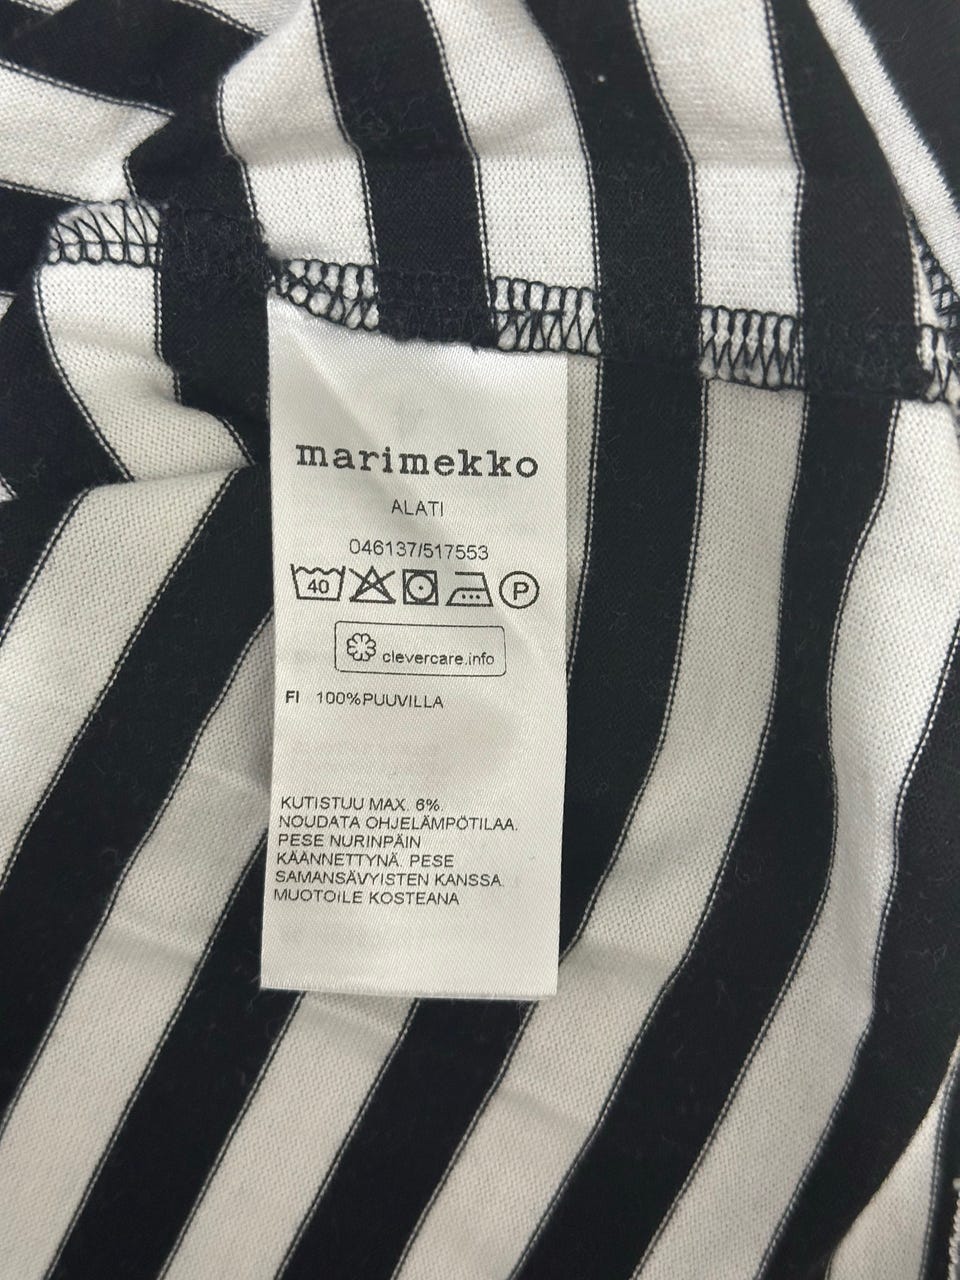 marimekko
ALATI
046137/517553
40 P
clevercare.info
FI 100%PUUVILLA
KUTISTUU MAX. 6%.
NOUDATA OHJELÄMPÖTILAA.
PESE NURINPÄIN
KÄÄNNETTYNÄ. PESE
SAMANSÄVYISTEN KANSSA.
MUOTOILE KOSTEANA